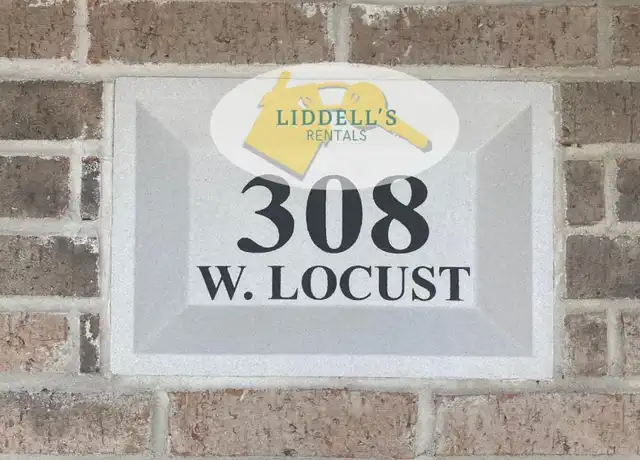 LIDDELL'S
RENTALS
308
W. LOCUST